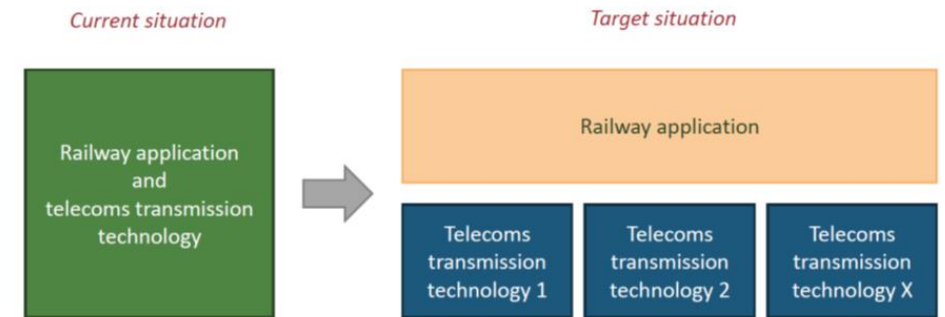 Current situation
Target situation
Railway application
and
telecoms transmission
technology
Railway application
Telecoms
transmission
technology 1
Telecoms
transmission
technology 2
Telecoms
transmission
technology X